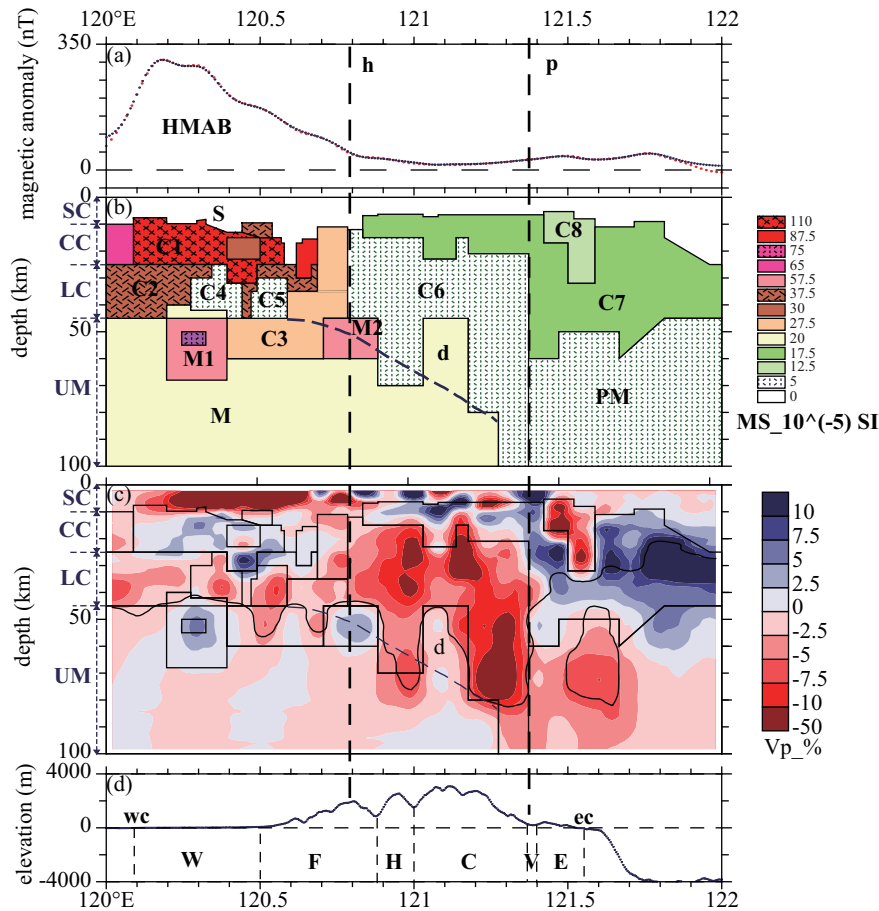 120°E 120.5 121 121.5 122
magnetic anomaly (nT)
350
0
(a)
h
p
HMAB
0
50
100
depth (km)
SC
CC
LC
UM
(b)
S
C1
C2
C4
C5
M1
C3
M2
M
C6
d
C8
C7
PM
110
87.5
75
65
57.5
37.5
30
27.5
20
17.5
12.5
5
0
MS_10^(-5) SI
0
50
100
depth (km)
SC
CC
LC
UM
(c)
d
10
7.5
5
2.5
0
-2.5
-5
-7.5
-10
-50
Vp_%
elevation (m)
4000
0
-4000
(d)
wc
ec
W F H C V E
120°E 120.5 121 121.5 122